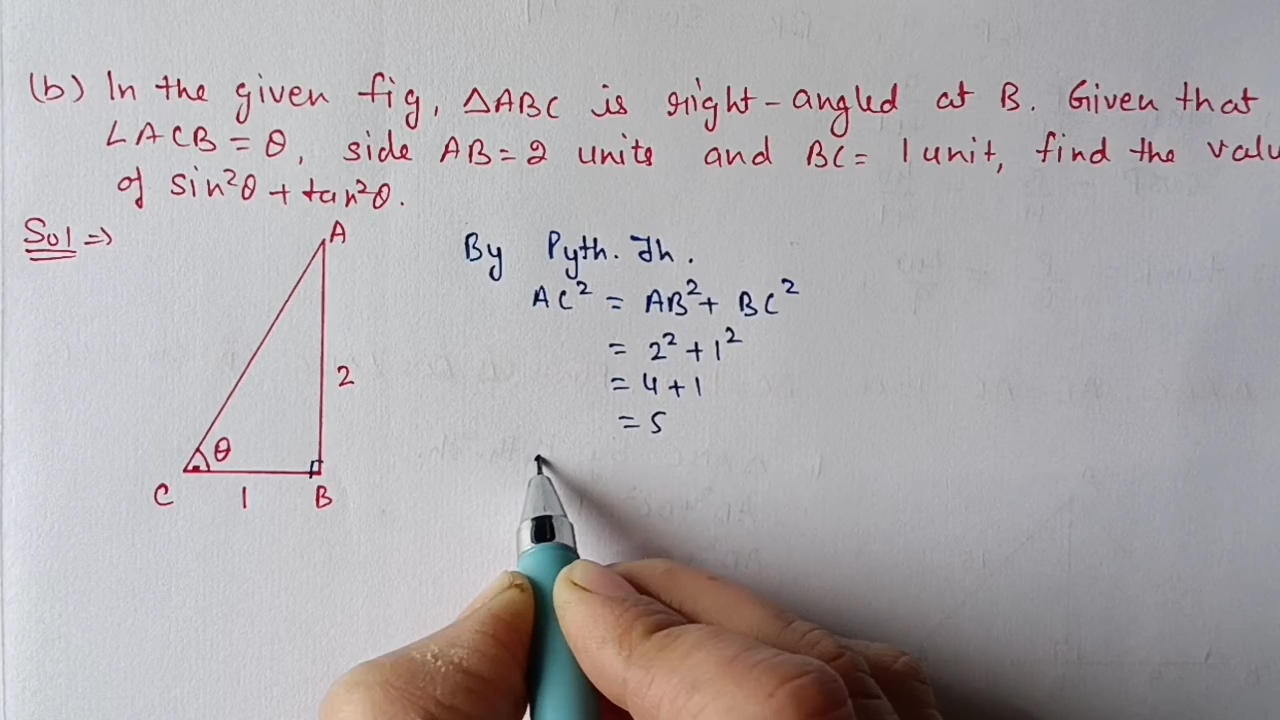 (b) In the given fig, △ABC is right-angled at B. Given that
∠ACB = θ, side AB = 2 units and BC = 1 unit, find the valu
of sin²θ + tan²θ.
Sol ⇒
A
By Pyth. Th.
AC² = AB² + BC²
= 2² + 1²
2
= 4 + 1
= 5
θ
C 1 B